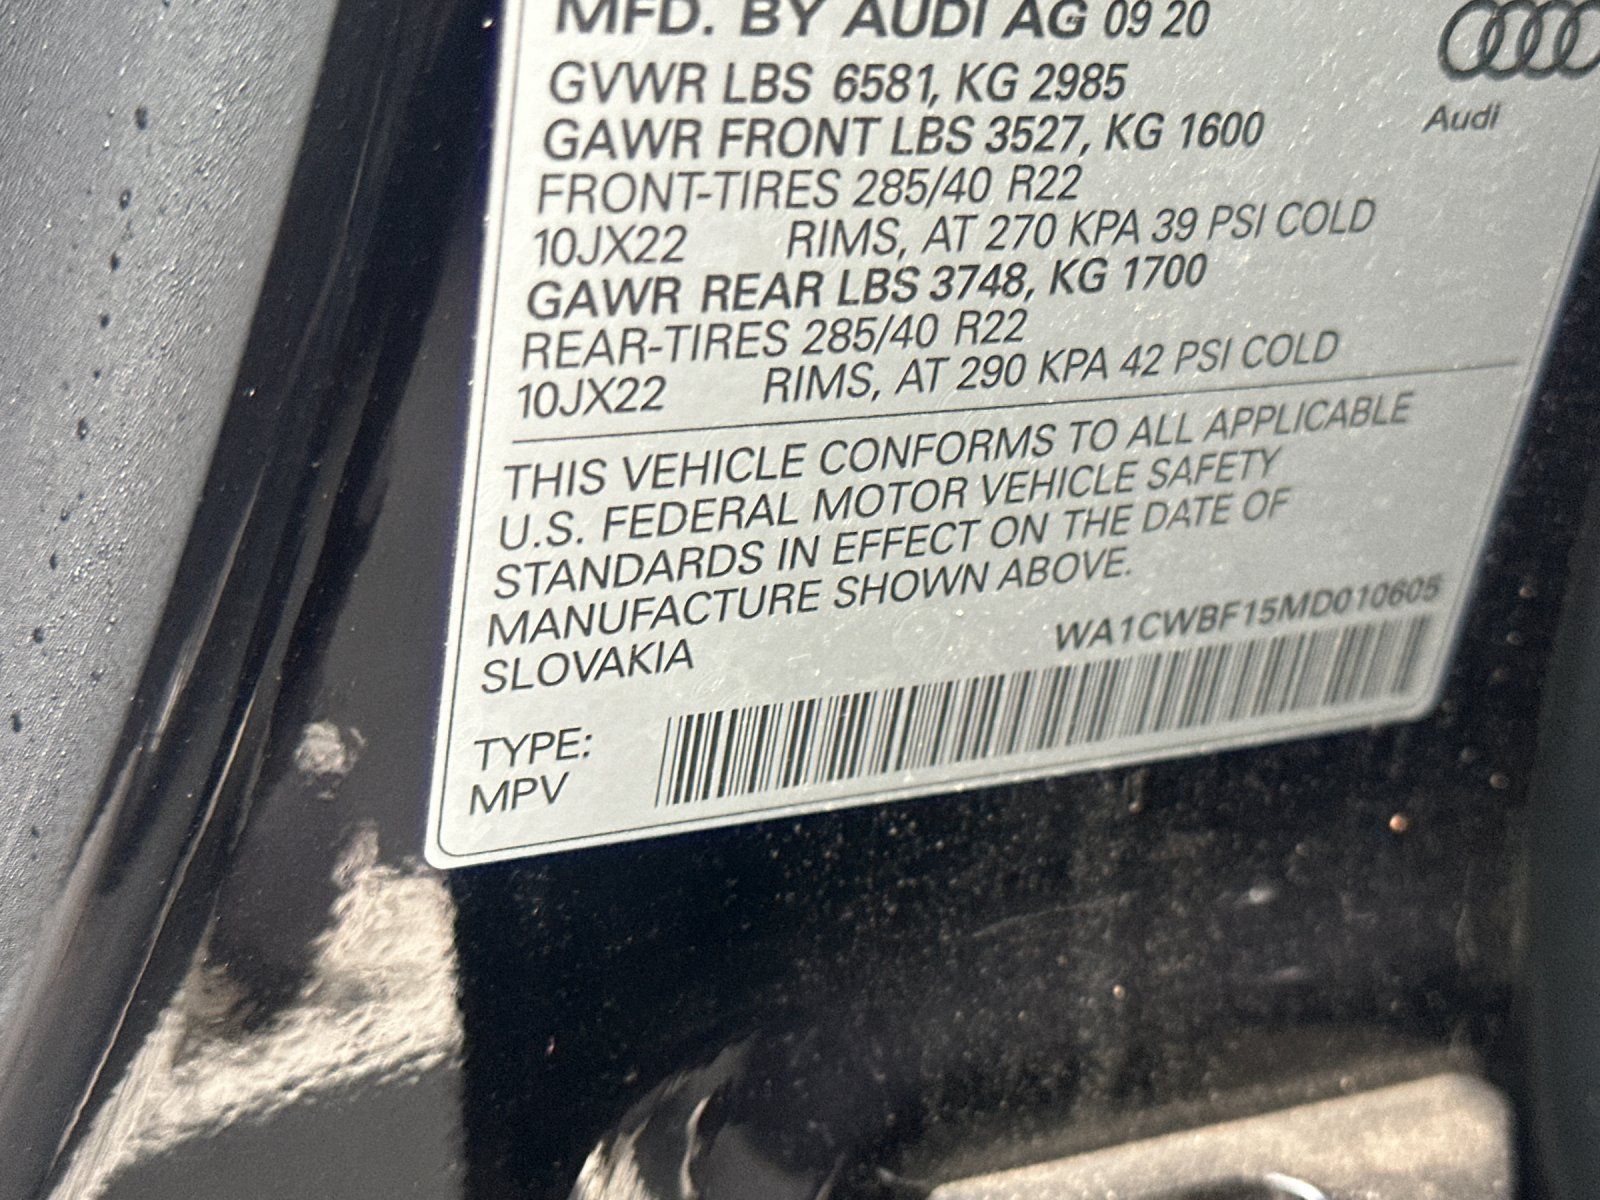 MFD. BY AUDI AG 09 20
GVWR LBS 6581, KG 2985
GAWR FRONT LBS 3527, KG 1600
FRONT-TIRES 285/40 R22
10JX22 RIMS, AT 270 KPA 39 PSI COLD
GAWR REAR LBS 3748, KG 1700
REAR-TIRES 285/40 R22
10JX22 RIMS, AT 290 KPA 42 PSI COLD
Audi
THIS VEHICLE CONFORMS TO ALL APPLICABLE
U.S. FEDERAL MOTOR VEHICLE SAFETY
STANDARDS IN EFFECT ON THE DATE OF
MANUFACTURE SHOWN ABOVE.
SLOVAKIA
WA1CWBF15MD010605
TYPE:
MPV